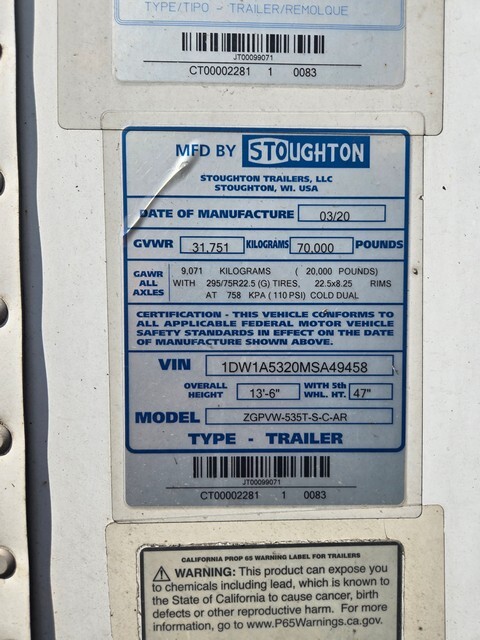 TYPE/TIPO - TRAILER/REMOLQUE
JT00099071
CT00002281 1 0083
MFD BY STOUGHTON
STOUGHTON TRAILERS, LLC
STOUGHTON, WI. USA
DATE OF MANUFACTURE 03/20
GVWR 31,751 KILOGRAMS 70,000 POUNDS
GAWR ALL AXLES
9,071 KILOGRAMS ( 20,000 POUNDS)
WITH 295/75R22.5 (G) TIRES, 22.5x8.25 RIMS
AT 758 KPA ( 110 PSI) COLD DUAL
CERTIFICATION - THIS VEHICLE CONFORMS TO
ALL APPLICABLE FEDERAL MOTOR VEHICLE
SAFETY STANDARDS IN EFFECT ON THE DATE
OF MANUFACTURE SHOWN ABOVE.
VIN 1DW1A5320MSA49458
OVERALL HEIGHT 13'-6" WITH 5th WHL. HT. 47"
MODEL ZGPVW-535T-S-C-AR
TYPE - TRAILER
JT00099071
CT00002281 1 0083
CALIFORNIA PROP 65 WARNING LABEL FOR TRAILERS
WARNING: This product can expose you
to chemicals including lead, which is known to
the State of California to cause cancer, birth
defects or other reproductive harm. For more
information, go to www.P65Warnings.ca.gov.